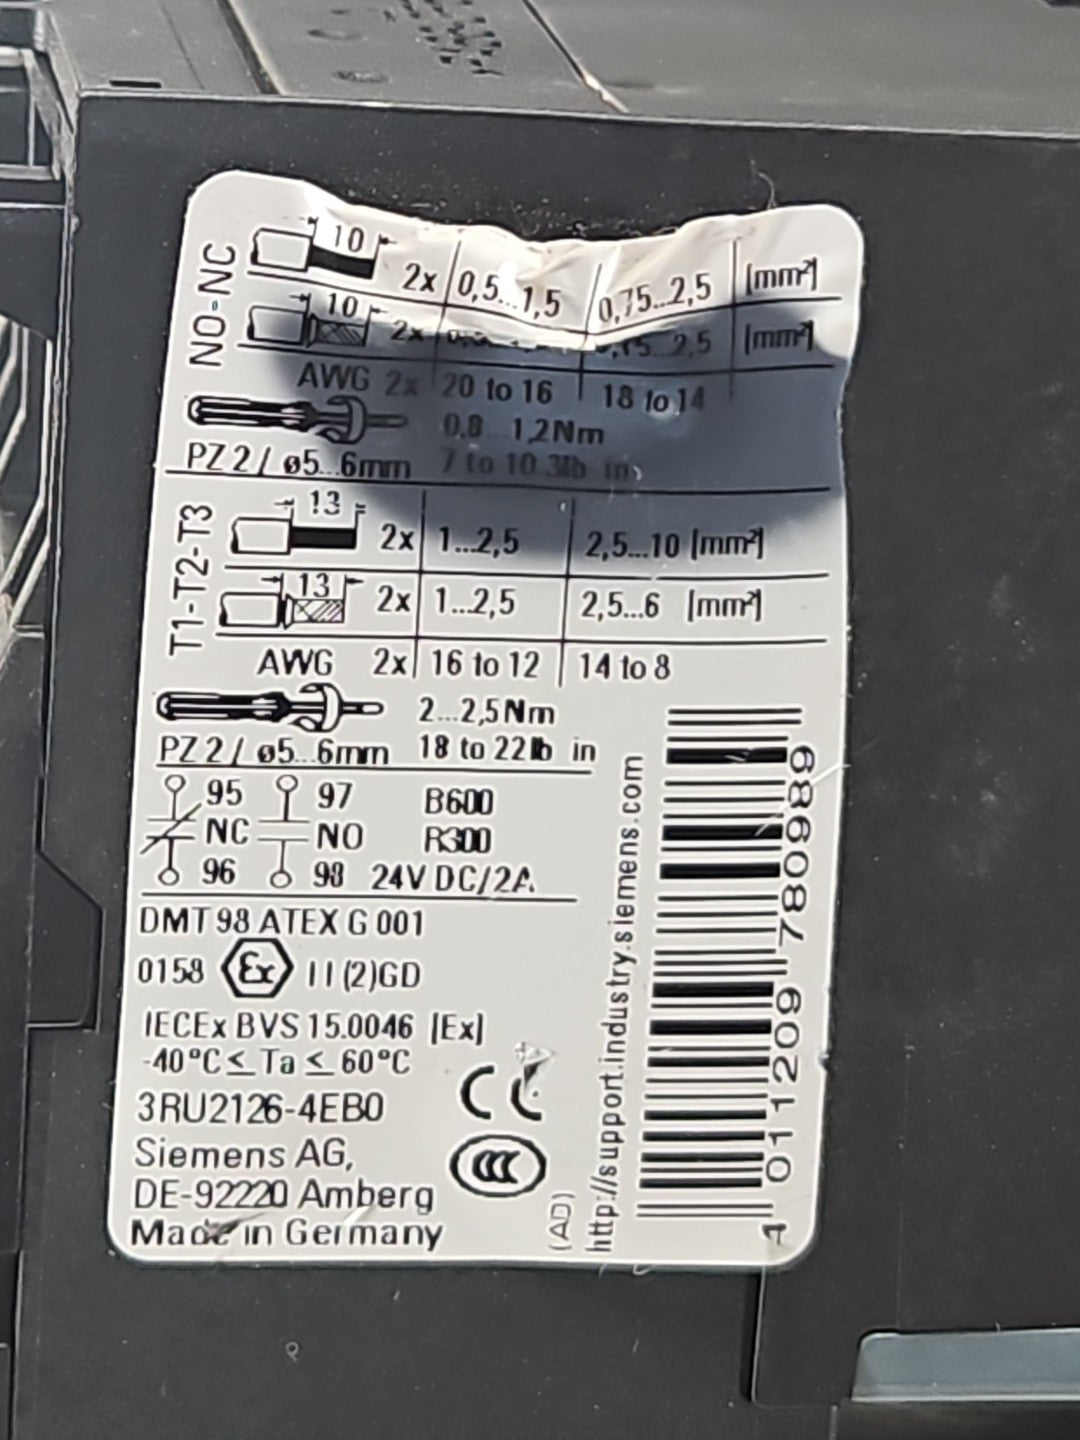 NO-NC
10
2x 0,5...1,5 0,75...2,5 [mm²]
10
2x 2,5 [mm²]
AWG 2x 20 to 16 18 to 14
0,8...1,2Nm
PZ 2/ ø5...6mm 7 to 10.3lb in
T1-T2-T3
13
2x 1...2,5 2,5...10 [mm²]
13
2x 1...2,5 2,5...6 [mm²]
AWG 2x 16 to 12 14 to 8
2...2,5Nm
PZ 2/ ø5...6mm 18 to 22lb in
95 97 B600
NC NO R300
96 98 24V DC/2A
DMT 98 ATEX G 001
0158 Ex II (2)GD
IECEx BVS 15.0046 [Ex]
-40°C ≤ Ta ≤ 60°C
3RU2126-4EB0
CE
Siemens AG,
CCC
DE-92220 Amberg
Made in Germany
(AD)
http://support.industry.siemens.com
4 011209 780989